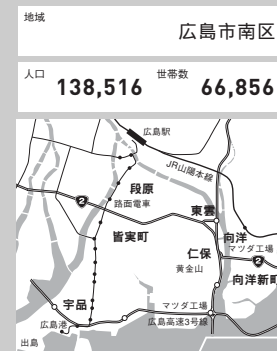 地域
広島市南区
人口 138,516 世帯数 66,856
広島駅
JR山陽本線
2
段原
路面電車
東雲
皆実町
向洋
マツダ工場
仁保
2
黄金山
向洋新町
宇品
マツダ工場
広島港
広島高速3号線
出島